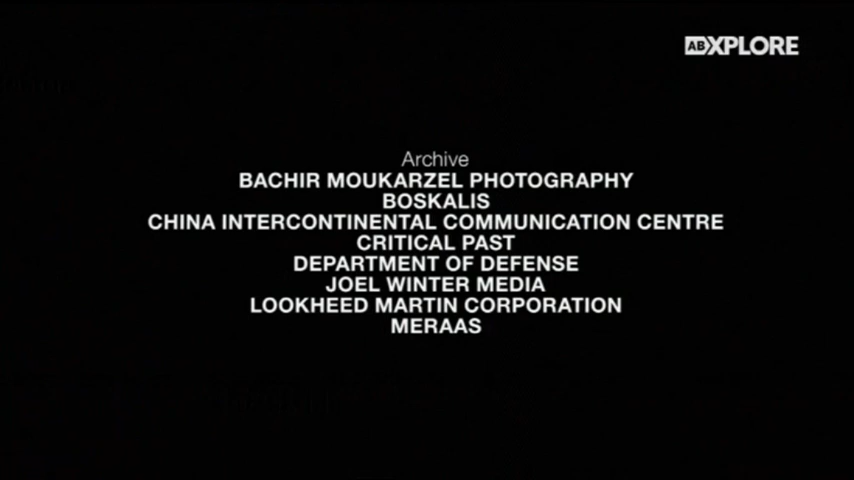 ABXPLORE
Archive
BACHIR MOUKARZEL PHOTOGRAPHY
BOSKALIS
CHINA INTERCONTINENTAL COMMUNICATION CENTRE
CRITICAL PAST
DEPARTMENT OF DEFENSE
JOEL WINTER MEDIA
LOOKHEED MARTIN CORPORATION
MERAAS